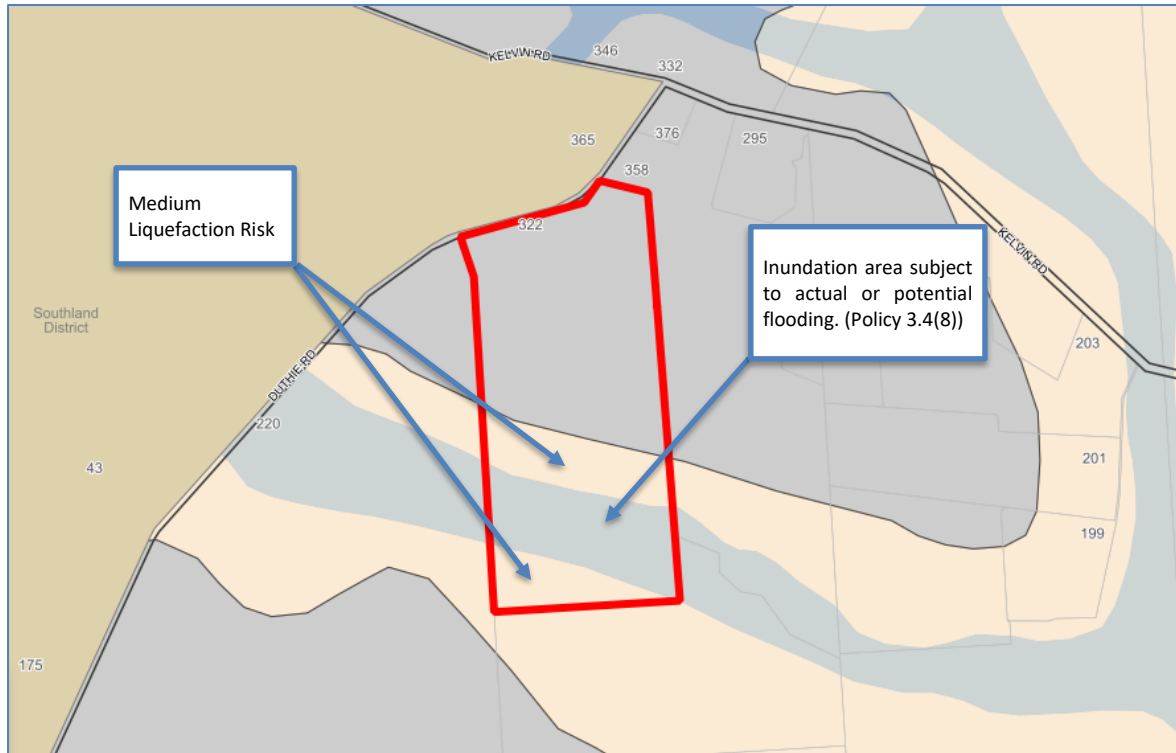 KELVIN RD
346
332
365
376
295
358
322
Medium
Liquefaction Risk
Inundation area subject
to actual or potential
flooding. (Policy 3.4(8))
KELVIN RD
Southland
District
203
DUTHIE RD
220
43
201
199
175